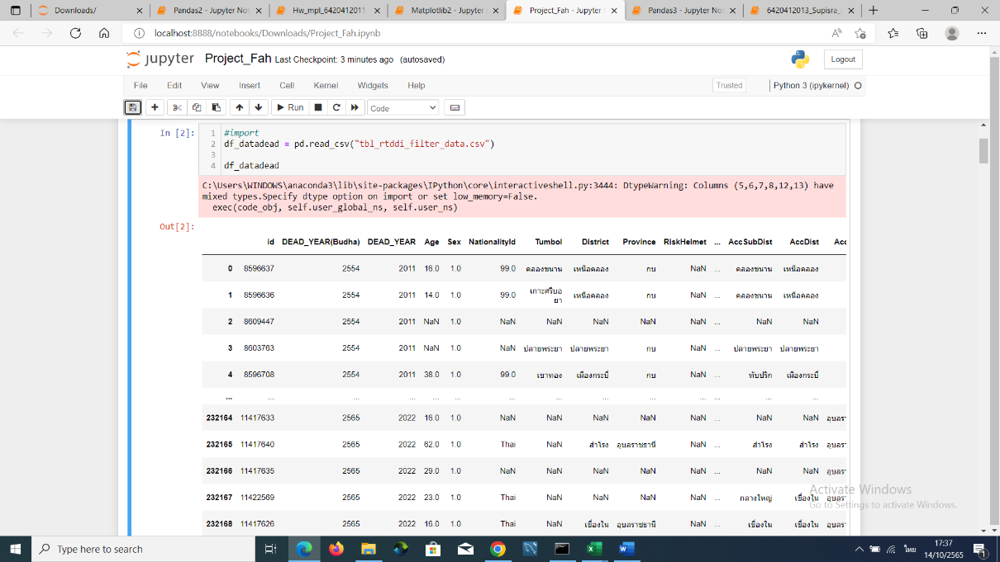 Downloads/
Pandas2 - Jupyter Not
Hw_mpl_6420412011
Matplotlib2 - Jupyter
Project_Fah - Jupyter
Pandas3 - Jupyter No
6420412013_Supisra_
localhost:8888/notebooks/Downloads/Project_Fah.ipynb
jupyter Project_Fah Last Checkpoint: 3 minutes ago (autosaved)
Logout
File Edit View Insert Cell Kernel Widgets Help Trusted Python 3 (ipykernel)
Run Code
In [2]: 1 #import
2 df_datadead = pd.read_csv("tbl_rtddi_filter_data.csv")
3
4 df_datadead
C:\Users\WINDOWS\anaconda3\lib\site-packages\IPython\core\interactiveshell.py:3444: DtypeWarning: Columns (5,6,7,8,12,13) have
mixed types.Specify dtype option on import or set low_memory=False.
exec(code_obj, self.user_global_ns, self.user_ns)
Out[2]:
id DEAD_YEAR(Budha) DEAD_YEAR Age Sex NationalityId Tumbol District Province RiskHelmet ... AccSubDist AccDist Acc
0 8596637 2554 2011 16.0 1.0 99.0 คลองขนาน เหนือคลอง กบ NaN ... คลองขนาน เหนือคลอง
1 8596636 2554 2011 14.0 1.0 99.0 เกาะศรีบอยา เหนือคลอง กบ NaN ... คลองขนาน เหนือคลอง
2 8609447 2554 2011 NaN 1.0 NaN NaN NaN NaN NaN ... NaN NaN
3 8603763 2554 2011 NaN 1.0 NaN ปลายพระยา ปลายพระยา กบ NaN ... ปลายพระยา ปลายพระยา
4 8596708 2554 2011 38.0 1.0 99.0 เขาทอง เมืองกระบี่ กบ NaN ... ทับปริก เมืองกระบี่
... ... ... ... ... ... ... ... ... ... ... ... ... ...
232164 11417633 2565 2022 16.0 1.0 NaN NaN NaN NaN NaN ... NaN NaN อุบลร
232165 11417640 2565 2022 62.0 1.0 Thai NaN สำโรง อุบลราชธานี NaN ... สำโรง สำโรง อุบลร
232166 11417635 2565 2022 29.0 1.0 NaN NaN NaN NaN NaN ... NaN NaN อุบลร
232167 11422569 2565 2022 23.0 1.0 Thai NaN NaN NaN NaN ... กลางใหญ่ เขื่องใน อุบลร
232168 11417626 2565 2022 16.0 1.0 Thai NaN เขื่องใน อุบลราชธานี NaN ... เขื่องใน เขื่องใน อุบลร
Activate Windows
Go to Settings to activate Windows.
Type here to search
ไทย
17:37
14/10/2565
1